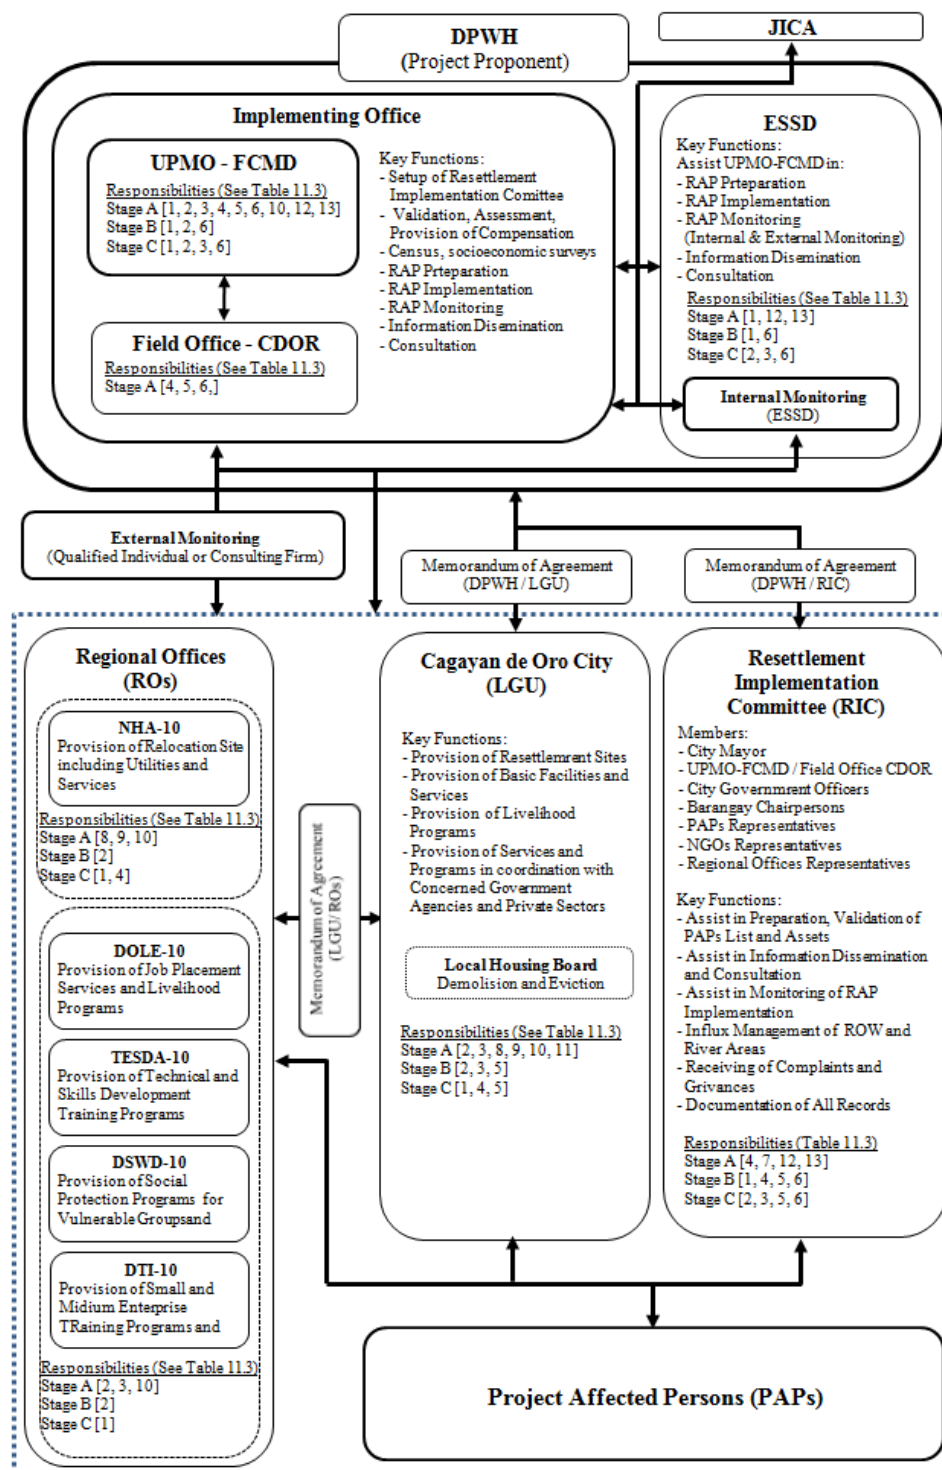 DPWH
(Project Proponent)
JICA
Implementing Office
UPMO - FCMD
Responsibilities (See Table 11.3)
Stage A [1, 2, 3, 4, 5, 6, 10, 12, 13]
Stage B [1, 2, 6]
Stage C [1, 2, 3, 6]
Field Office - CDOR
Responsibilities (See Table 11.3)
Stage A [4, 5, 6,]
Key Functions:
- Setup of Resettlement
Implementation Comittee
- Validation, Assessment,
Provision of Compensation
- Census, socioeconomic surveys
- RAP Prteparation
- RAP Implementation
- RAP Monitoring
- Information Disemination
- Consultation
ESSD
Key Functions:
Assist UPMO-FCMD in:
- RAP Prteparation
- RAP Implementation
- RAP Monitoring
(Internal & External Monitoring)
- Information Disemination
- Consultation
Responsibilities (See Table 11.3)
Stage A [1, 12, 13]
Stage B [1, 6]
Stage C [2, 3, 6]
Internal Monitoring
(ESSD)
External Monitoring
(Qualified Individual or Consulting Firm)
Memorandum of Agreement
(DPWH / LGU)
Memorandum of Agreement
(DPWH / RIC)
Regional Offices
(ROs)
NHA-10
Provision of Relocation Site
including Utilities and
Services
Responsibilities (See Table 11.3)
Stage A [8, 9, 10]
Stage B [2]
Stage C [1, 4]
DOLE-10
Provision of Job Placement
Services and Livelihood
Programs
TESDA-10
Provision of Technical and
Skills Development
Training Programs
DSWD-10
Provision of Social
Protection Programs for
Vulnerable Groupsand
DTI-10
Provision of Small and
Midium Enterprise
TRaining Programs and
Responsibilities (See Table 11.3)
Stage A [2, 3, 10]
Stage B [2]
Stage C [1]
Memorandum of Agreement
(LGU/ROs)
Cagayan de Oro City
(LGU)
Key Functions:
- Provision of Resettlemrent Sites
- Provision of Basic Facilities and
Services
- Provision of Livelihood
Programs
- Provision of Services and
Programs in coordination with
Concerned Government
Agencies and Private Sectors
Local Housing Board
Demolision and Eviction
Responsibilities (See Table 11.3)
Stage A [2, 3, 8, 9, 10, 11]
Stage B [2, 3, 5]
Stage C [1, 4, 5]
Resettlement
Implementation
Committee (RIC)
Members:
- City Mayor
- UPMO-FCMD / Field Office CDOR
- City Governmrent Officers
- Barangay Chairpersons
- PAPs Representatives
- NGOs Representatives
- Regional Offices Representatives
Key Functions:
- Assist in Preparation, Validation of
PAPs List and Assets
- Assist in Information Dissemination
and Consultation
- Assist in Monitoring of RAP
Implementation
- Influx Management of ROW and
River Areas
- Receiving of Complaints and
Grivances
- Documentation of All Records
Responsibilities (Table 11.3)
Stage A [4, 7, 12, 13]
Stage B [1, 4, 5, 6]
Stage C [2, 3, 5, 6]
Project Affected Persons (PAPs)